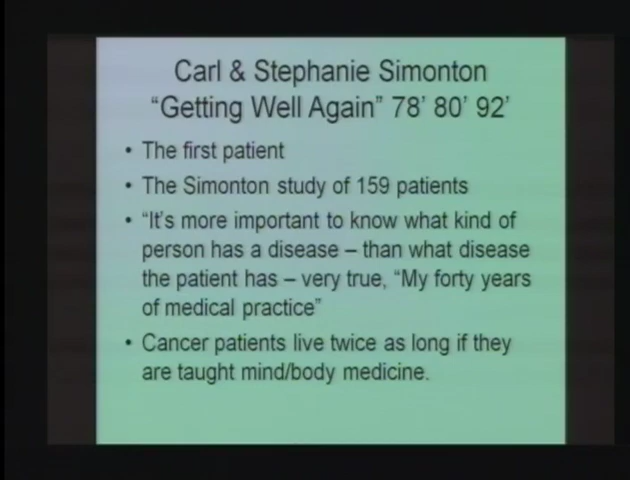 Carl & Stephanie Simonton
“Getting Well Again” 78’ 80’ 92’
• The first patient
• The Simonton study of 159 patients
• “It’s more important to know what kind of
person has a disease – than what disease
the patient has – very true, “My forty years
of medical practice”
• Cancer patients live twice as long if they
are taught mind/body medicine.